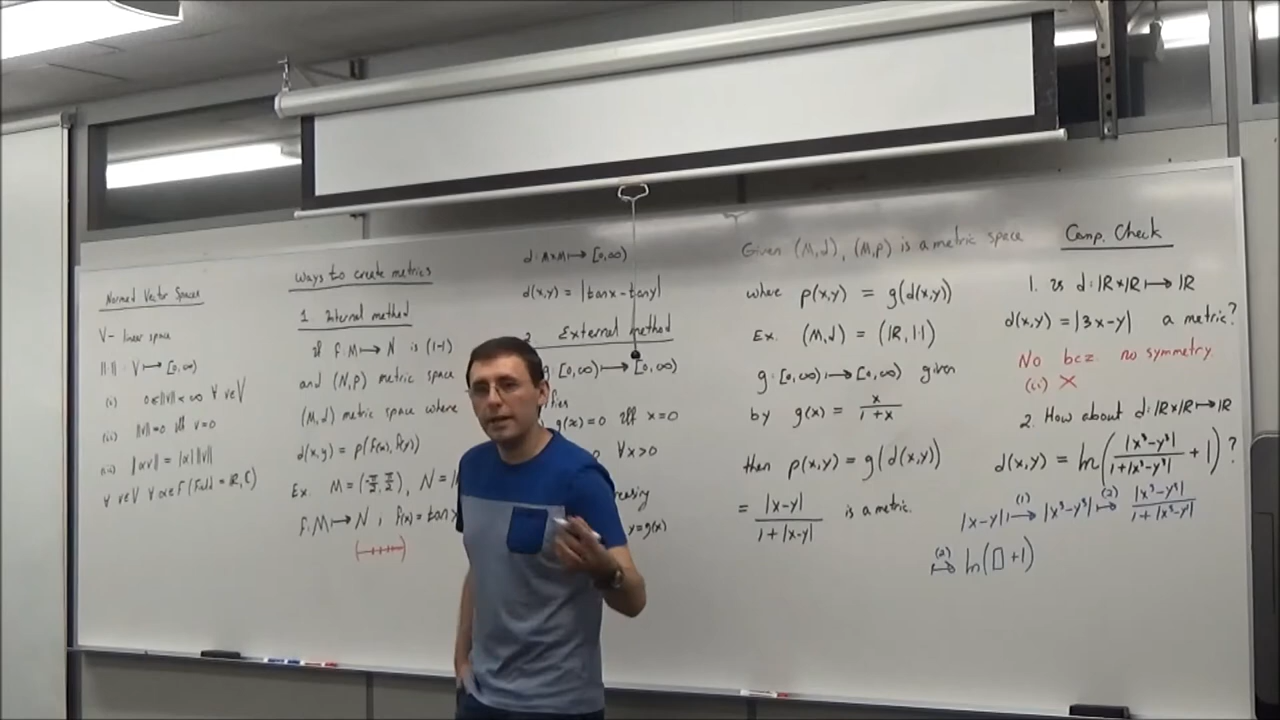 Normed Vector Spaces
V - linear space
||·|| : V ↦ [0,∞)
(i) 0≤||v||<∞ ∀ v∈V
(ii) ||v||=0 iff v=0
||αv|| = |α| ||v||
∀ v∈V ∀ α∈F (Field = ℝ, ℂ)
Ways to create metrics
1. Internal method
If f: M ↦ N is (1-1)
and (N,ρ) metric space
(M,d) metric space where
d(x,y) = ρ(f(x), f(y))
Ex. M = (-π/2, π/2), N =
f: M ↦ N, f(x) = tan x
d: M×M ↦ [0,∞)
d(x,y) = |tan x - tan y|
2. External method
g: [0,∞) ↦ [0,∞)
g(x) = 0 iff x=0
∀x>0
y=g(x)
Given (M,d), (M,ρ) is a metric space
where ρ(x,y) = g(d(x,y))
Ex. (M,d) = (ℝ, |·|)
g: [0,∞) ↦ [0,∞) given
by g(x) = x/(1+x)
then ρ(x,y) = g(d(x,y))
= |x-y|/(1+|x-y|) is a metric.
Comp. Check
1. Is d: ℝ×ℝ ↦ ℝ
d(x,y) = |3x-y| a metric?
No bcz no symmetry
(iii) ✗
2. How about d: ℝ×ℝ ↦ ℝ
d(x,y) = ln(|x³-y³|/(1+|x³-y³|) + 1)?
|x-y| ↦(1) |x³-y³| ↦(2) |x³-y³|/(1+|x³-y³|)
↦(2) ln(□+1)